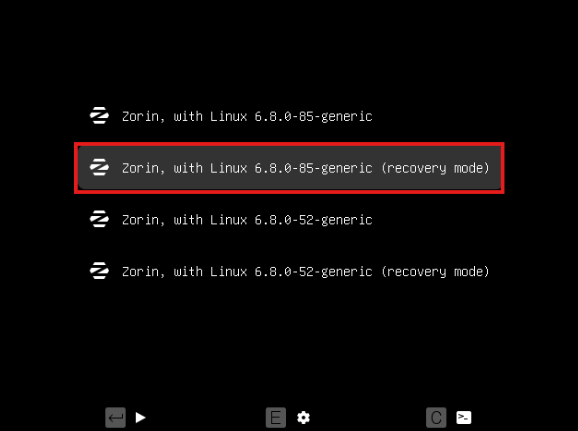 Zorin, with Linux 6.8.0-85-generic
Zorin, with Linux 6.8.0-85-generic (recovery mode)
Zorin, with Linux 6.8.0-52-generic
Zorin, with Linux 6.8.0-52-generic (recovery mode)
E C